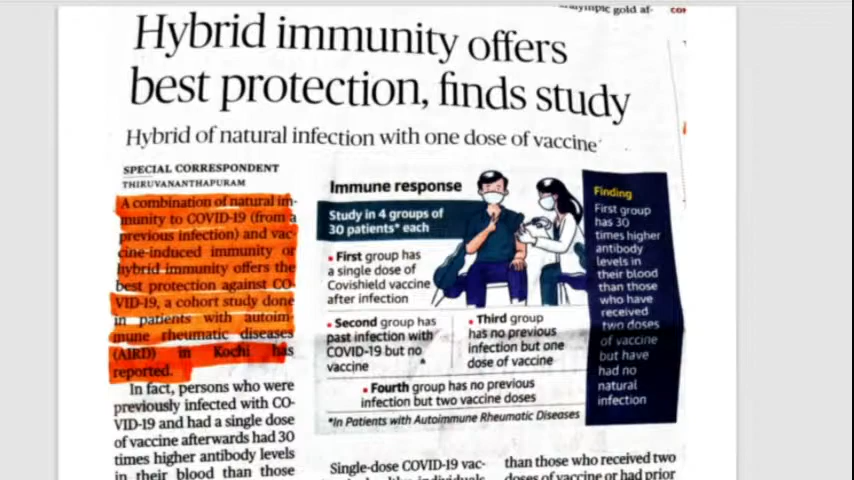 ympic gold af-
Hybrid immunity offers
best protection, finds study
Hybrid of natural infection with one dose of vaccine
SPECIAL CORRESPONDENT
THIRUVANANTHAPURAM
A combination of natural im-
munity to COVID-19 (from a
previous infection) and vac-
cine-induced immunity or
hybrid immunity offers the
best protection against CO-
VID-19, a cohort study done
in patients with autoim-
mune rheumatic diseases
(AIRD) in Kochi has
reported.
In fact, persons who were
previously infected with CO-
VID-19 and had a single dose
of vaccine afterwards had 30
times higher antibody levels
in their blood than those
Immune response
Study in 4 groups of
30 patients* each
• First group has
a single dose of
Covishield vaccine
after infection
• Second group has
past infection with
COVID-19 but no
vaccine
• Third group
has no previous
infection but one
dose of vaccine
• Fourth group has no previous
infection but two vaccine doses
*In Patients with Autoimmune Rheumatic Diseases
Finding
First group
has 30
times higher
antibody
levels in
their blood
than those
who have
received
two doses
of vaccine
but have
had no
natural
infection
Single-dose COVID-19 vac-
than those who received two
doses of vaccine or had prior